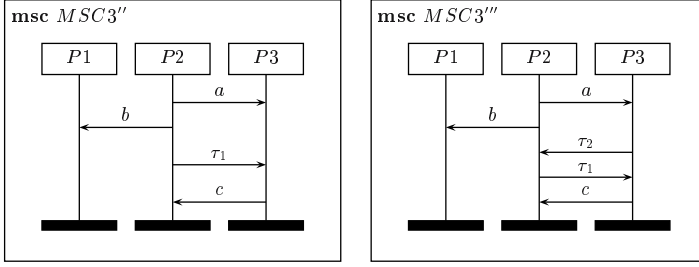 msc MSC3′′
P1 P2 P3
a
b
τ1
c
msc MSC3′′′
P1 P2 P3
a
b
τ2
τ1
c